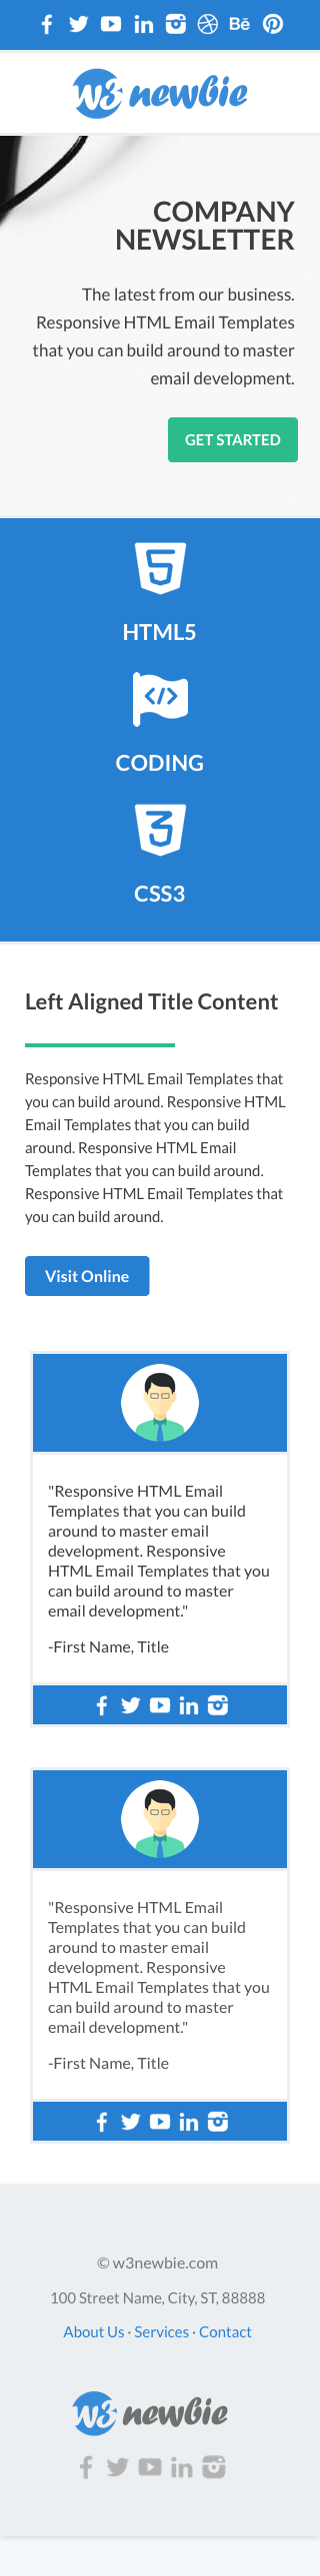 Bē
w3 newbie
COMPANY
NEWSLETTER
The latest from our business.
Responsive HTML Email Templates
that you can build around to master
email development.
GET STARTED
5
HTML5
</>
CODING
3
CSS3
Left Aligned Title Content
Responsive HTML Email Templates that
you can build around. Responsive HTML
Email Templates that you can build
around. Responsive HTML Email
Templates that you can build around.
Responsive HTML Email Templates that
you can build around.
Visit Online
"Responsive HTML Email
Templates that you can build
around to master email
development. Responsive
HTML Email Templates that you
can build around to master
email development."
-First Name, Title
"Responsive HTML Email
Templates that you can build
around to master email
development. Responsive
HTML Email Templates that you
can build around to master
email development."
-First Name, Title
© w3newbie.com
100 Street Name, City, ST, 88888
About Us · Services · Contact
w3 newbie